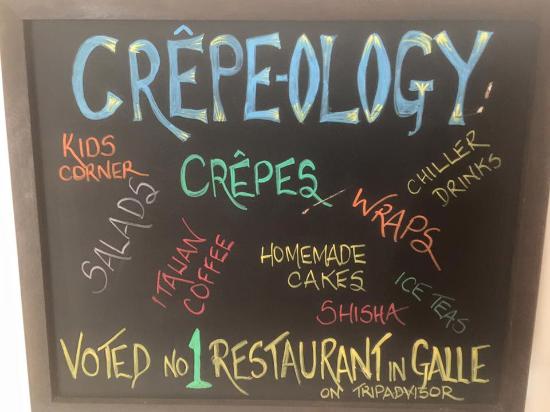 CRÊPE-OLOGY
KIDS
CORNER
CRÊPES
CHILLER
DRINKS
SALADS
WRAPS
ITALIAN
COFFEE
HOMEMADE
CAKES
ICE TEAS
SHISHA
VOTED NO 1 RESTAURANT IN GALLE
ON TRIPADVISOR